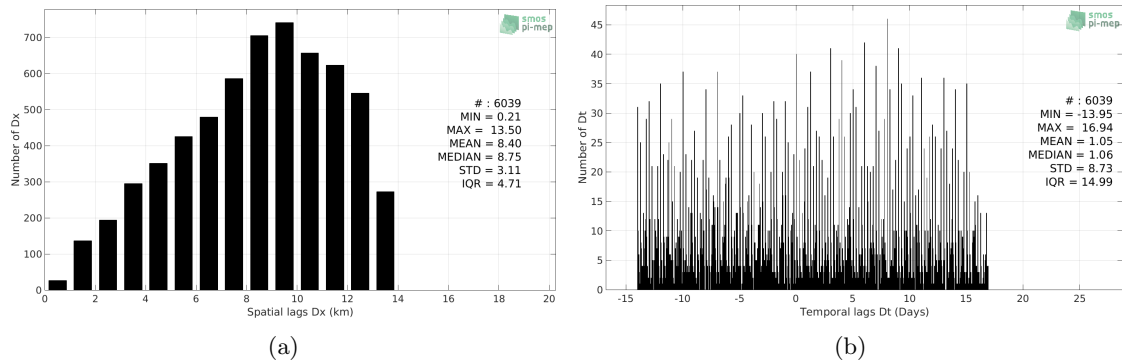 smos
pi-mep
700
600
500
400
300
200
100
0
Number of Dx
# : 6039
MIN = 0.21
MAX = 13.50
MEAN = 8.40
MEDIAN = 8.75
STD = 3.11
IQR = 4.71
0 2 4 6 8 10 12 14 16 18 20
Spatial lags Dx (km)
(a)
smos
pi-mep
45
40
35
30
25
20
15
10
5
0
Number of Dt
# : 6039
MIN = -13.95
MAX = 16.94
MEAN = 1.05
MEDIAN = 1.06
STD = 8.73
IQR = 14.99
-15 -10 -5 0 5 10 15 20 25
Temporal lags Dt (Days)
(b)